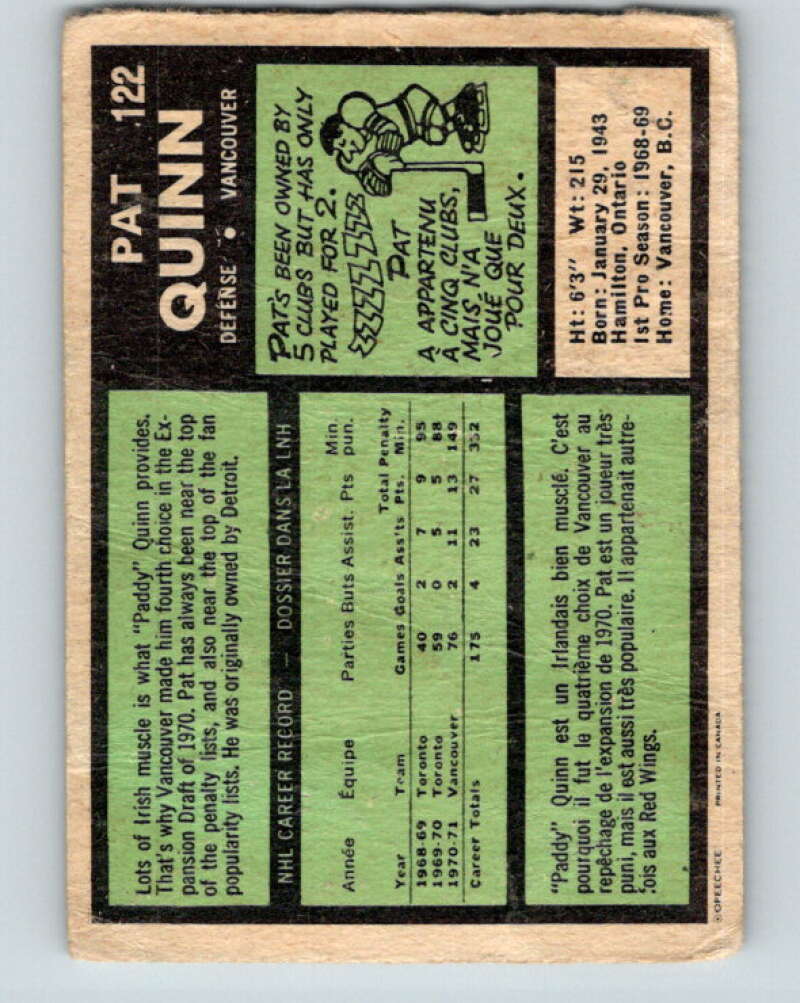 PAT 122
QUINN
DEFENSE • VANCOUVER
Lots of Irish muscle is what "Paddy" Quinn provides.
That's why Vancouver made him fourth choice in the Ex-
pansion Draft of 1970. Pat has always been near the top
of the penalty lists, and also near the top of the fan
popularity lists. He was originally owned by Detroit.
PAT'S BEEN OWNED BY
5 CLUBS BUT HAS ONLY
PLAYED FOR 2.
PAT
A APPARTENU
À CINQ CLUBS,
MAIS N'A
JOUÉ QUE
POUR DEUX.
NHL CAREER RECORD — DOSSIER DANS LA LNH
Min.
Année Équipe Parties Buts Assist. Pts pun.
Total Penalty
Year Team Games Goals Ass'ts Pts. Min.
1968-69 Toronto 40 2 7 9 95
1969-70 Toronto 59 0 5 5 88
1970-71 Vancouver 76 2 11 13 149
Career Totals 175 4 23 27 332
Ht: 6'3" Wt: 215
Born: January 29, 1943
Hamilton, Ontario
1st Pro Season: 1968-69
Home: Vancouver, B.C.
"Paddy" Quinn est un Irlandais bien musclé. C'est
pourquoi il fut le quatrième choix de Vancouver au
repêchage de l'expansion de 1970. Pat est un joueur très
puni, mais il est aussi très populaire. Il appartenait autre-
fois aux Red Wings.
© OPEECHEE PRINTED IN CANADA